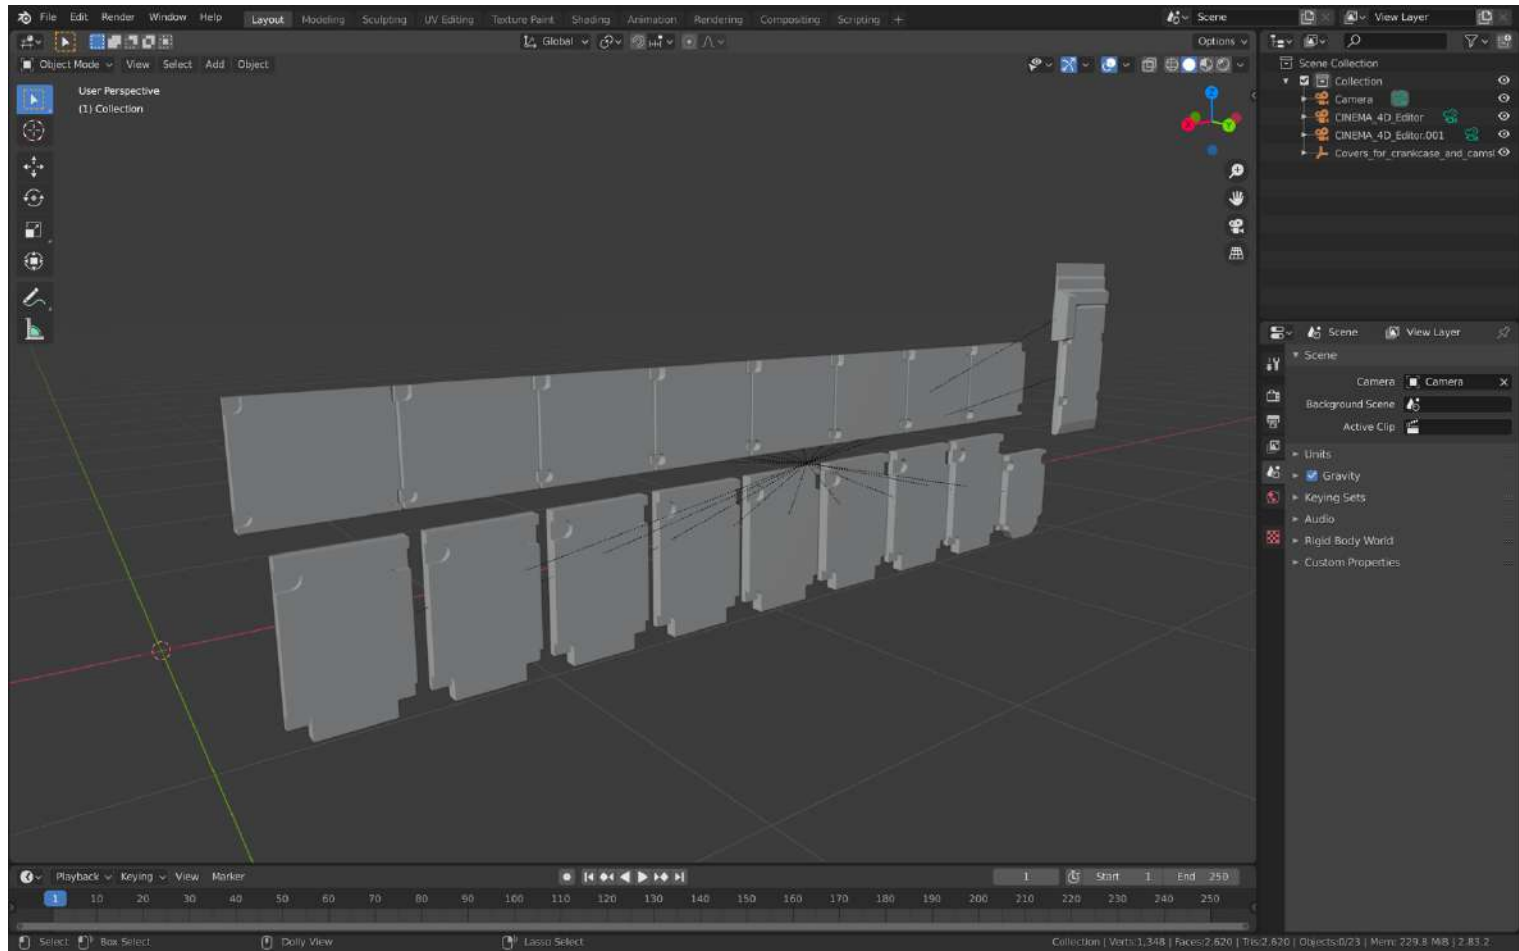 File Edit Render Window Help Layout Modeling Sculpting UV Editing Texture Paint Shading Animation Rendering Compositing Scripting + Scene View Layer
Global Options
Object Mode View Select Add Object
User Perspective
(1) Collection
Z
X
Y
Scene Collection
Collection
Camera
CINEMA_4D_Editor
CINEMA_4D_Editor.001
Covers_for_crankcase_and_cams
Scene View Layer
Scene
Camera Camera
Background Scene
Active Clip
Units
Gravity
Keying Sets
Audio
Rigid Body World
Custom Properties
Playback Keying View Marker 1 Start 1 End 250
1 10 20 30 40 50 60 70 80 90 100 110 120 130 140 150 160 170 180 190 200 210 220 230 240 250
Select Box Select Dolly View Lasso Select Collection | Verts:1,348 | Faces:2,620 | Tris:2,620 | Objects:0/23 | Mem: 229.8 MiB | 2.83.2